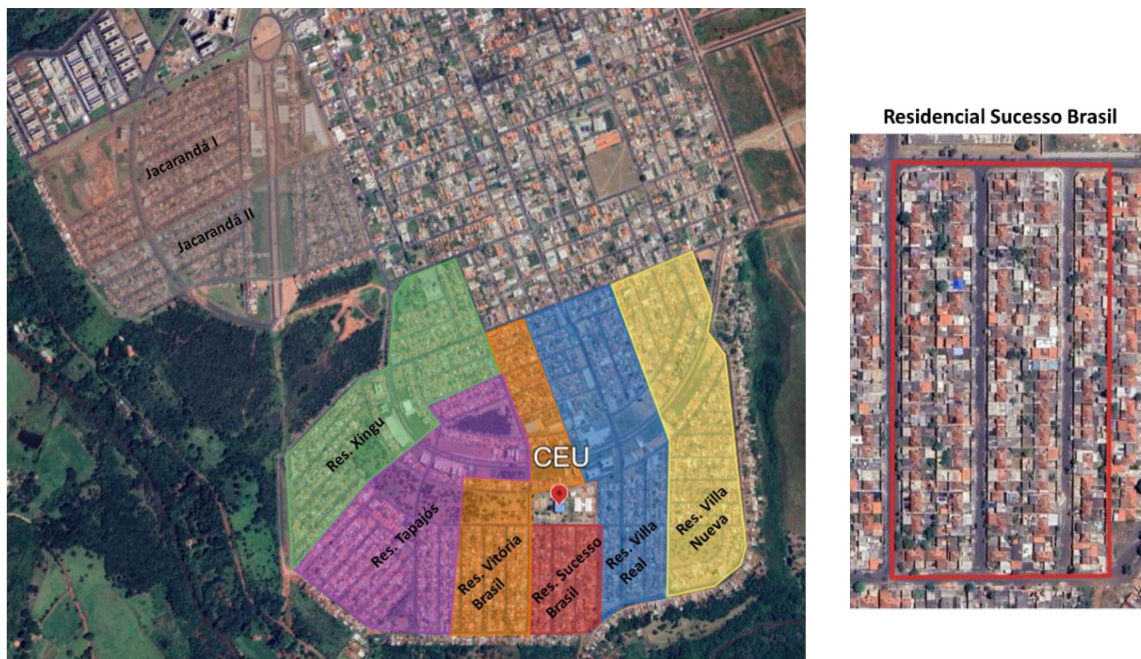 Jacarandá I
Jacarandá II
Res. Xingu
Res. Tapajós
Res. Vitória
Brasil
CEU
Res. Sucesso
Brasil
Res. Villa
Real
Res. Villa
Nueva
Residencial Sucesso Brasil